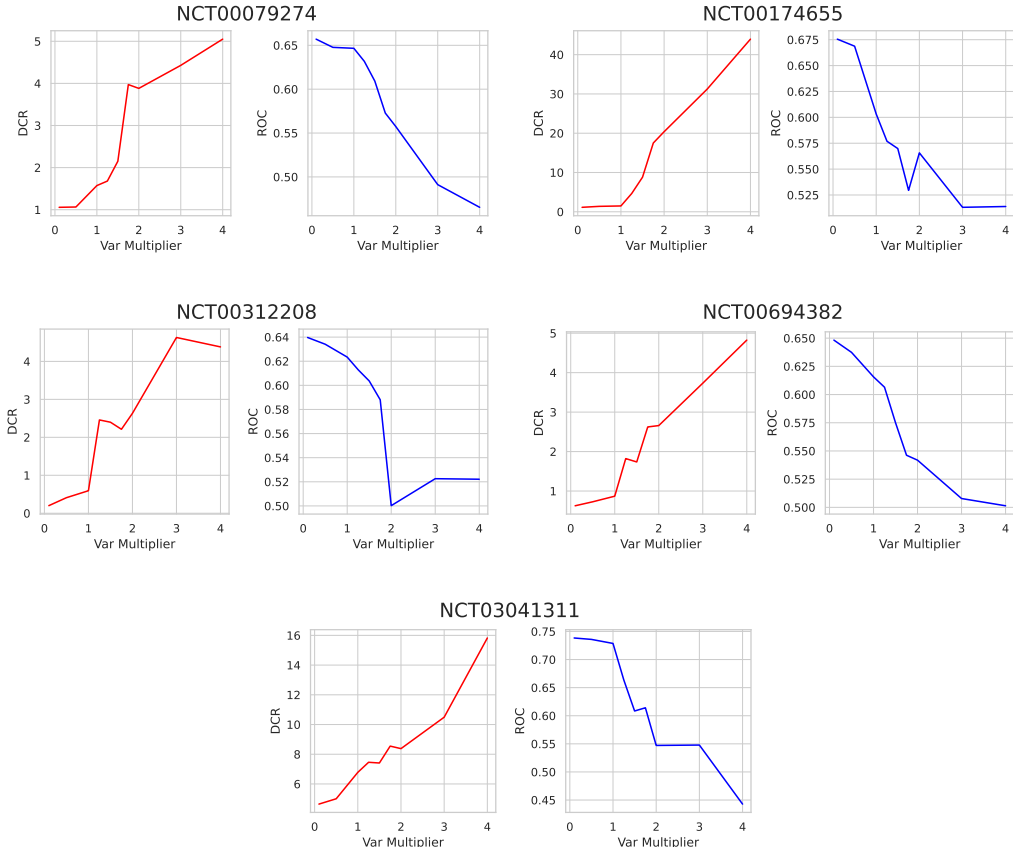 NCT00079274
5
4
3
2
1
DCR
0 1 2 3 4
Var Multiplier
0.65
0.60
0.55
0.50
ROC
0 1 2 3 4
Var Multiplier
NCT00174655
40
30
20
10
0
DCR
0 1 2 3 4
Var Multiplier
0.675
0.650
0.625
0.600
0.575
0.550
0.525
ROC
0 1 2 3 4
Var Multiplier
NCT00312208
4
3
2
1
0
DCR
0 1 2 3 4
Var Multiplier
0.64
0.62
0.60
0.58
0.56
0.54
0.52
0.50
ROC
0 1 2 3 4
Var Multiplier
NCT00694382
5
4
3
2
1
DCR
0 1 2 3 4
Var Multiplier
0.650
0.625
0.600
0.575
0.550
0.525
0.500
ROC
0 1 2 3 4
Var Multiplier
NCT03041311
16
14
12
10
8
6
DCR
0 1 2 3 4
Var Multiplier
0.75
0.70
0.65
0.60
0.55
0.50
0.45
ROC
0 1 2 3 4
Var Multiplier